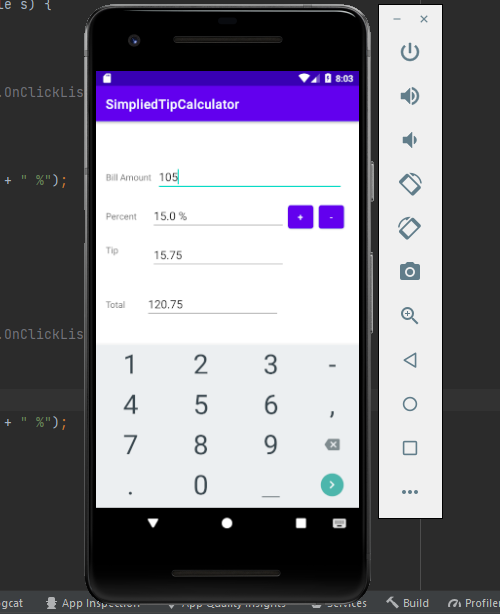 le s) {
8:03
SimpliedTipCalculator
.OnClickLis
Bill Amount 105
+ " %");
Percent 15.0 % + -
Tip 15.75
Total 120.75
.OnClickLis
1 2 3 -
4 5 6 ,
+ " %");
7 8 9
. 0 _
gcat App Inspection App Quality Insights Services Build Profiler